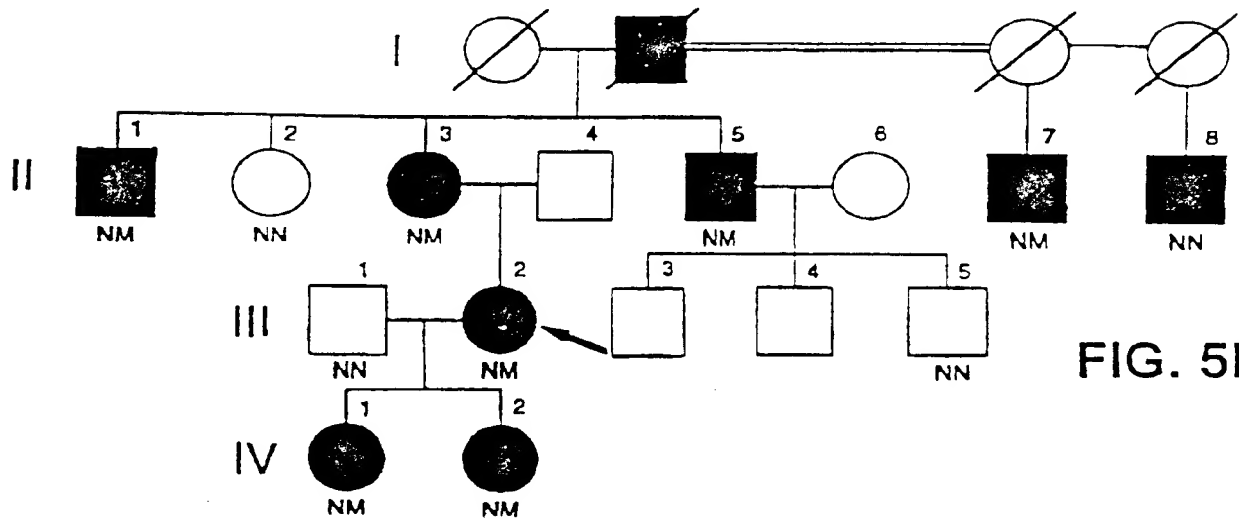 I
1 2 3 4 5 6 7 8
II
NM NN NM NM NM NN
1 2 3 4 5
III
NN NM NN
FIG. 5I
1 2
IV
NM NM